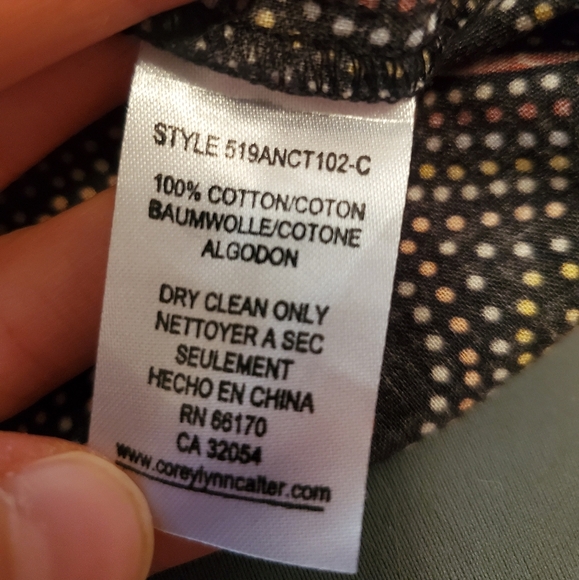 STYLE 519ANCT102-C
100% COTTON/COTON
BAUMWOLLE/COTONE
ALGODON
DRY CLEAN ONLY
NETTOYER A SEC
SEULEMENT
HECHO EN CHINA
RN 66170
CA 32054
www.coreylynncalter.com